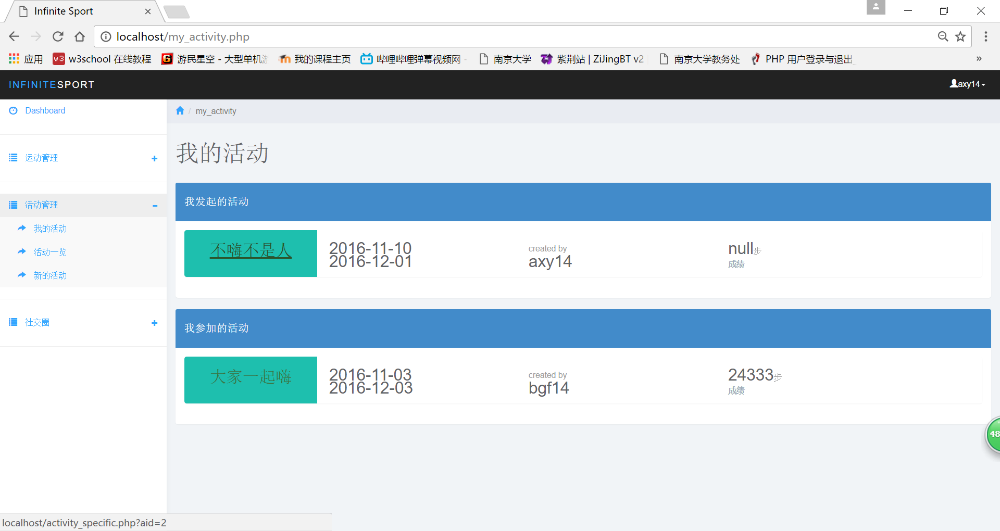 Infinite Sport
localhost/my_activity.php
应用
w3school 在线教程
游民星空 - 大型单机游
我的课程主页
哔哩哔哩弹幕视频网 -
南京大学
紫荆站 | ZiJingBT v2
南京大学教务处
PHP 用户登录与退出_
»
INFINITESPORT
axy14
Dashboard
/ my_activity
运动管理
活动管理
我的活动
活动一览
新的活动
社交圈
我的活动
我发起的活动
不嗨不是人
2016-11-10
2016-12-01
created by
axy14
null步
成绩
我参加的活动
大家一起嗨
2016-11-03
2016-12-03
created by
bgf14
24333步
成绩
48
localhost/activity_specific.php?aid=2